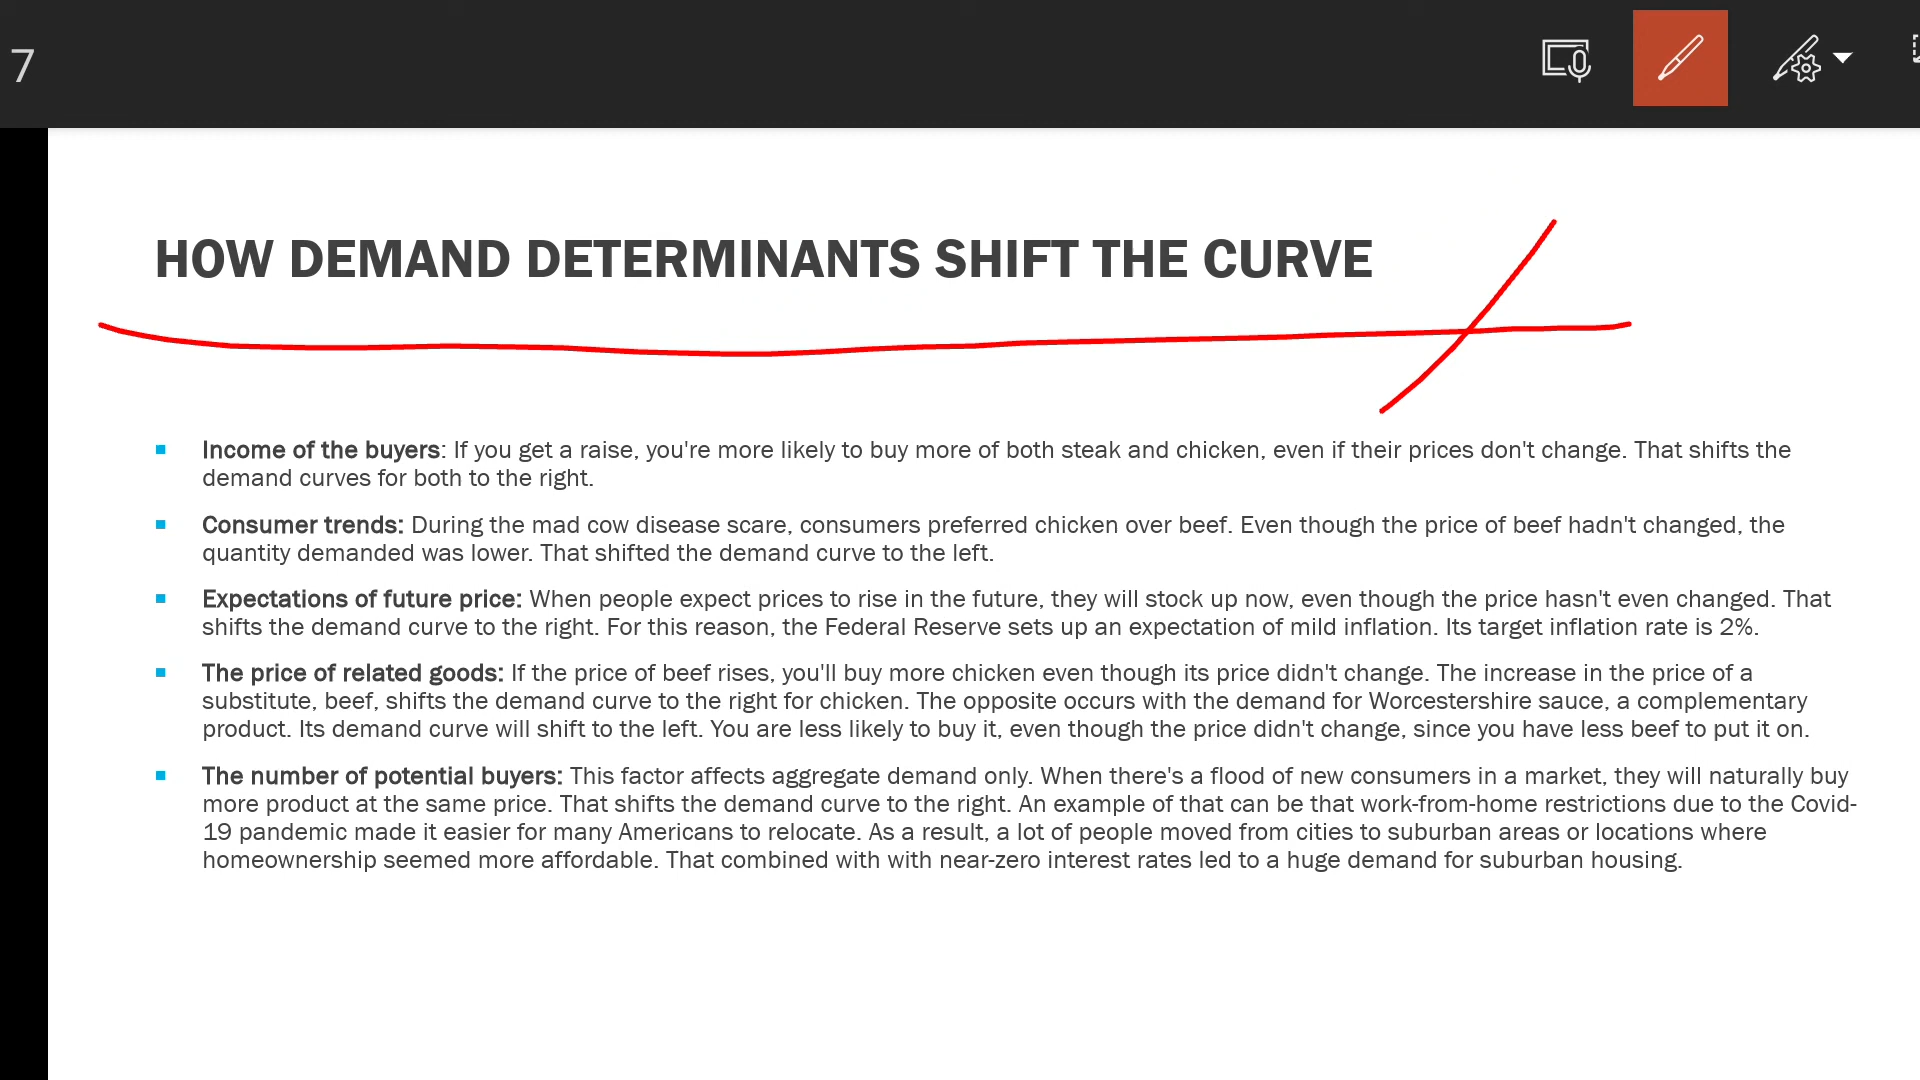 7
HOW DEMAND DETERMINANTS SHIFT THE CURVE
Income of the buyers: If you get a raise, you're more likely to buy more of both steak and chicken, even if their prices don't change. That shifts the
demand curves for both to the right.
Consumer trends: During the mad cow disease scare, consumers preferred chicken over beef. Even though the price of beef hadn't changed, the
quantity demanded was lower. That shifted the demand curve to the left.
Expectations of future price: When people expect prices to rise in the future, they will stock up now, even though the price hasn't even changed. That
shifts the demand curve to the right. For this reason, the Federal Reserve sets up an expectation of mild inflation. Its target inflation rate is 2%.
The price of related goods: If the price of beef rises, you'll buy more chicken even though its price didn't change. The increase in the price of a
substitute, beef, shifts the demand curve to the right for chicken. The opposite occurs with the demand for Worcestershire sauce, a complementary
product. Its demand curve will shift to the left. You are less likely to buy it, even though the price didn't change, since you have less beef to put it on.
The number of potential buyers: This factor affects aggregate demand only. When there's a flood of new consumers in a market, they will naturally buy
more product at the same price. That shifts the demand curve to the right. An example of that can be that work-from-home restrictions due to the Covid-
19 pandemic made it easier for many Americans to relocate. As a result, a lot of people moved from cities to suburban areas or locations where
homeownership seemed more affordable. That combined with with near-zero interest rates led to a huge demand for suburban housing.